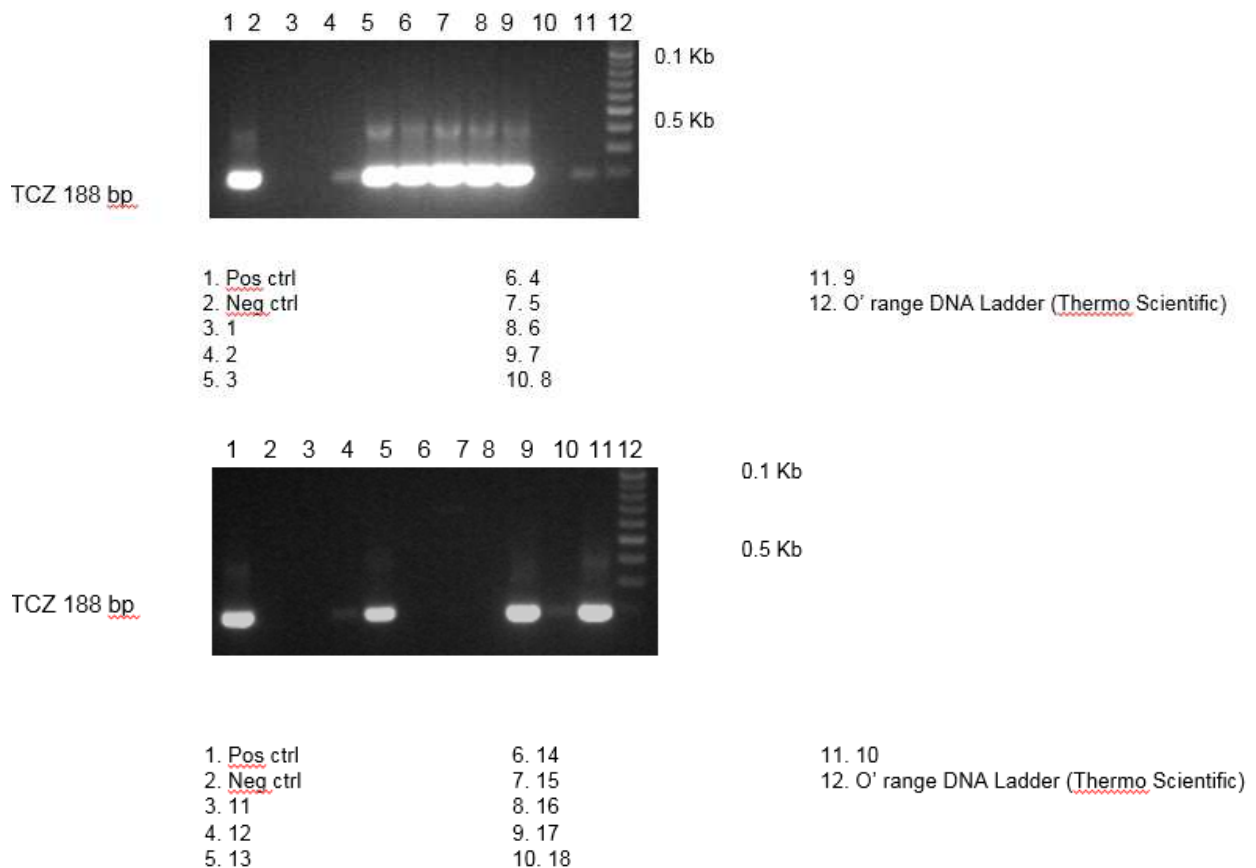 1 2 3 4 5 6 7 8 9 10 11 12
0.1 Kb
0.5 Kb
TCZ 188 bp
1. Pos ctrl 6. 4 11. 9
2. Neg ctrl 7. 5 12. O' range DNA Ladder (Thermo Scientific)
3. 1 8. 6
4. 2 9. 7
5. 3 10. 8
1 2 3 4 5 6 7 8 9 10 11 12
0.1 Kb
0.5 Kb
TCZ 188 bp
1. Pos ctrl 6. 14 11. 10
2. Neg ctrl 7. 15 12. O' range DNA Ladder (Thermo Scientific)
3. 11 8. 16
4. 12 9. 17
5. 13 10. 18